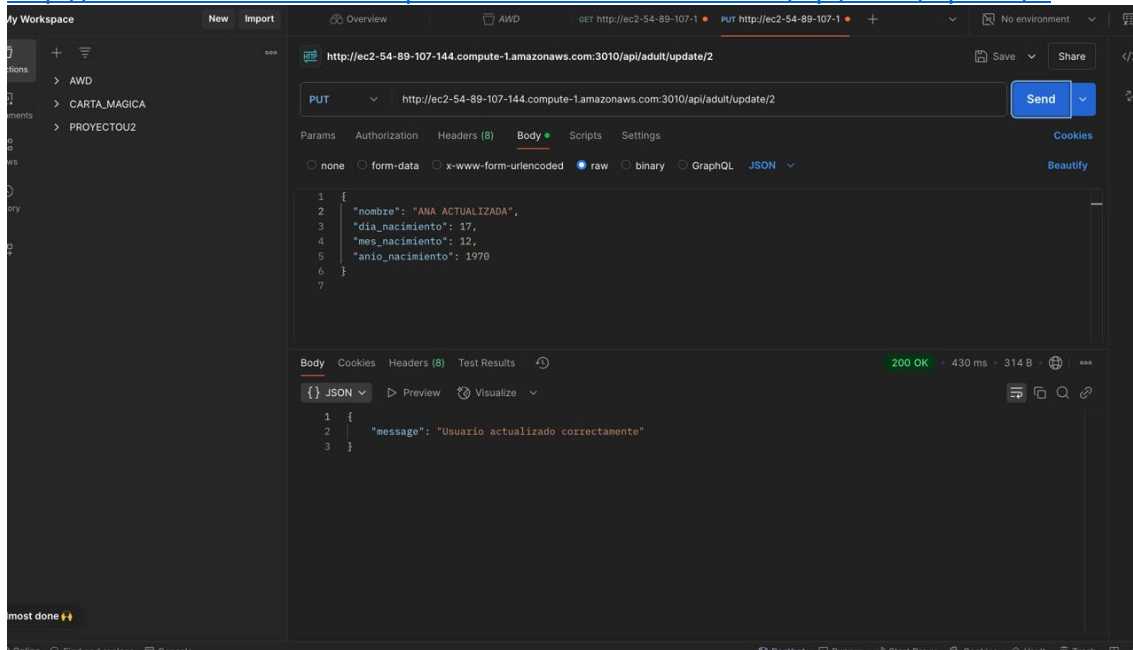 My Workspace
New Import
Overview
AWD
GET http://ec2-54-89-107-1
PUT http://ec2-54-89-107-1
No environment
AWD
CARTA_MAGICA
PROYECTOU2
HTTP http://ec2-54-89-107-144.compute-1.amazonaws.com:3010/api/adult/update/2
Save
Share
PUT http://ec2-54-89-107-144.compute-1.amazonaws.com:3010/api/adult/update/2
Send
Params Authorization Headers (8) Body Scripts Settings
Cookies
none form-data x-www-form-urlencoded raw binary GraphQL JSON
Beautify
1 {
2 "nombre": "ANA ACTUALIZADA",
3 "dia_nacimiento": 17,
4 "mes_nacimiento": 12,
5 "anio_nacimiento": 1970
6 }
7
Body Cookies Headers (8) Test Results
200 OK 430 ms 314 B
{} JSON Preview Visualize
1 {
2 "message": "Usuario actualizado correctamente"
3 }
most done